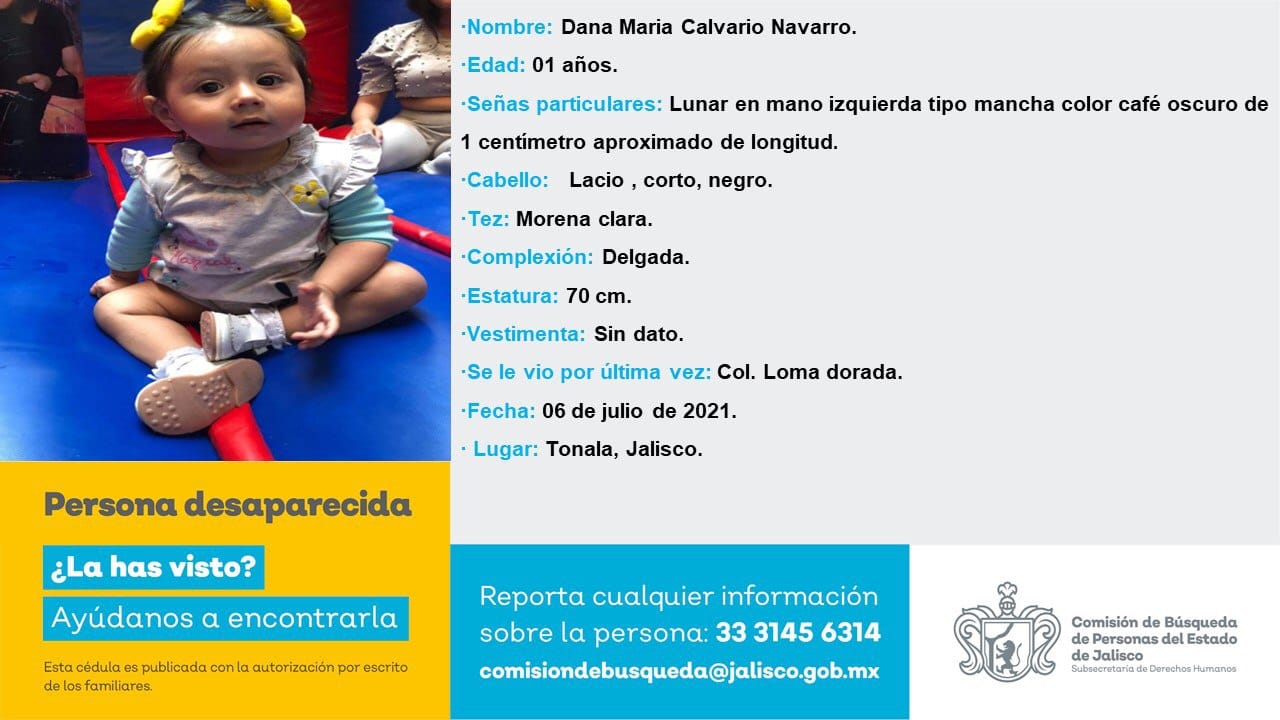 ·Nombre: Dana Maria Calvario Navarro.
·Edad: 01 años.
·Señas particulares: Lunar en mano izquierda tipo mancha color café oscuro de
1 centímetro aproximado de longitud.
·Cabello: Lacio , corto, negro.
·Tez: Morena clara.
·Complexión: Delgada.
·Estatura: 70 cm.
·Vestimenta: Sin dato.
·Se le vio por última vez: Col. Loma dorada.
·Fecha: 06 de julio de 2021.
· Lugar: Tonala, Jalisco.
Persona desaparecida
¿La has visto?
Ayúdanos a encontrarla
Esta cédula es publicada con la autorización por escrito
de los familiares.
Reporta cualquier información
sobre la persona: 33 3145 6314
comisiondebusqueda@jalisco.gob.mx
Comisión de Búsqueda
de Personas del Estado
de Jalisco
Subsecretaría de Derechos Humanos